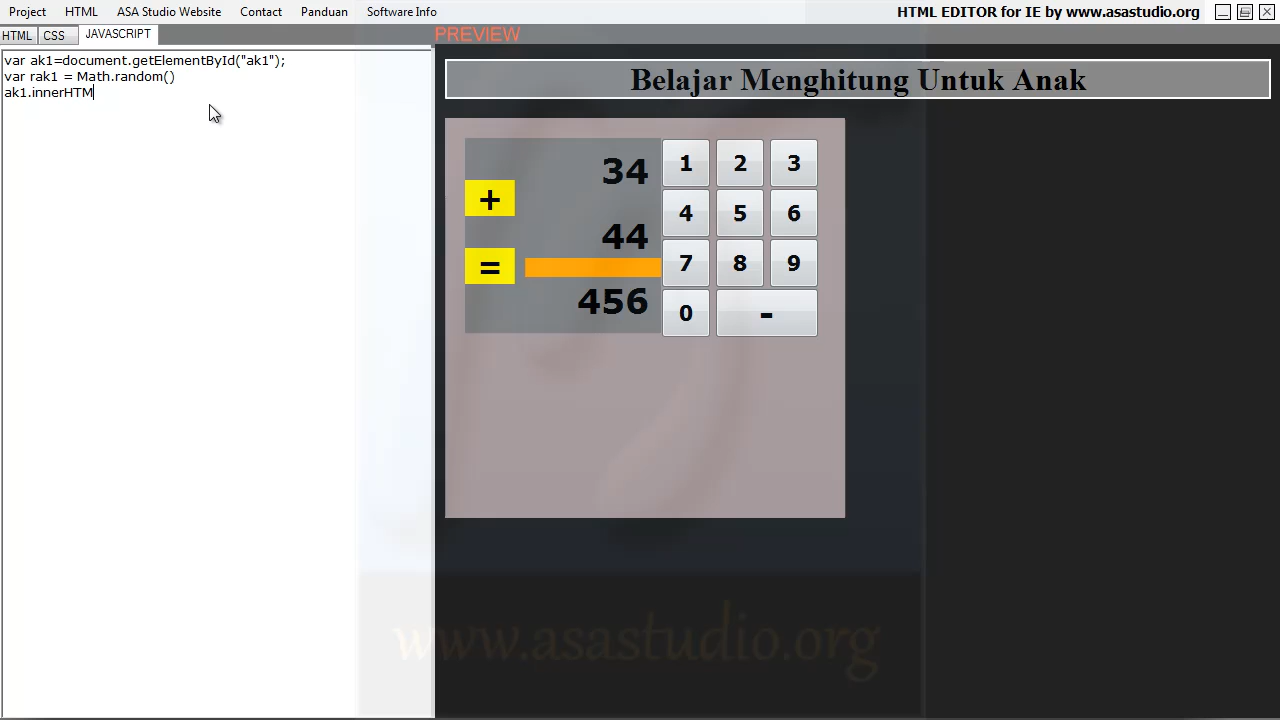 Project HTML ASA Studio Website Contact Panduan Software Info HTML EDITOR for IE by www.asastudio.org
HTML CSS JAVASCRIPT
PREVIEW
var ak1=document.getElementById("ak1");
var rak1 = Math.random()
ak1.innerHTM
Belajar Menghitung Untuk Anak
34
+
44
=
456
1 2 3
4 5 6
7 8 9
0 -
www.asastudio.org